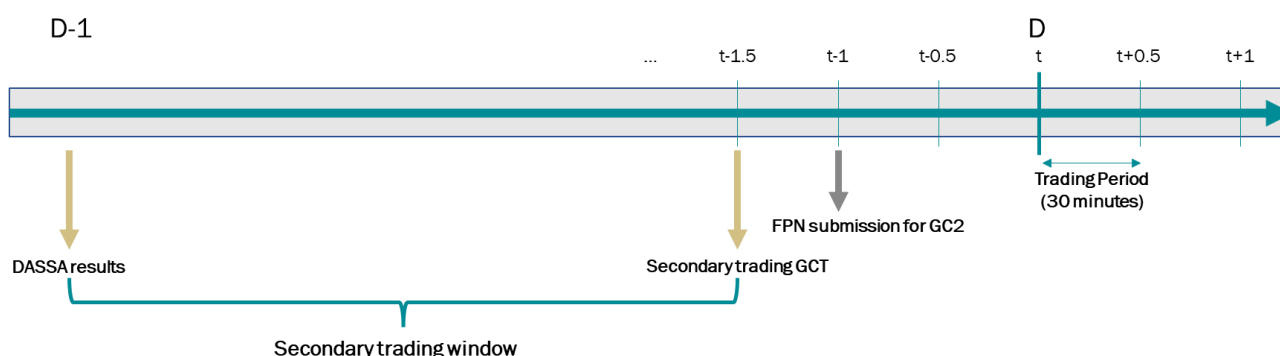 D-1
D
... t-1.5 t-1 t-0.5 t t+0.5 t+1
Trading Period
(30 minutes)
FPN submission for GC2
DASSA results
Secondary trading GCT
Secondary trading window